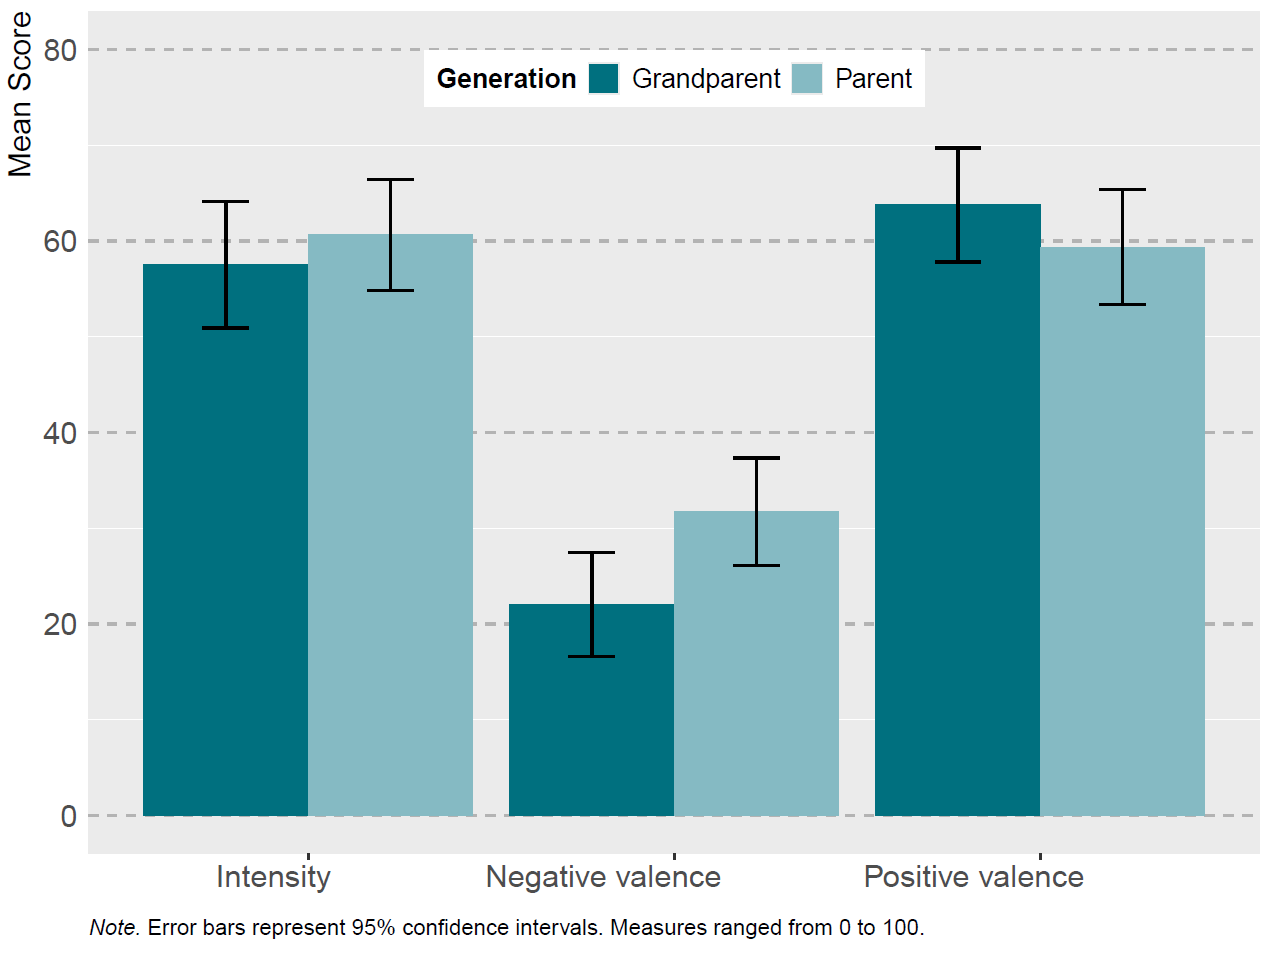 Mean Score
80
60
40
20
0
Generation Grandparent Parent
Intensity Negative valence Positive valence
Note. Error bars represent 95% confidence intervals. Measures ranged from 0 to 100.